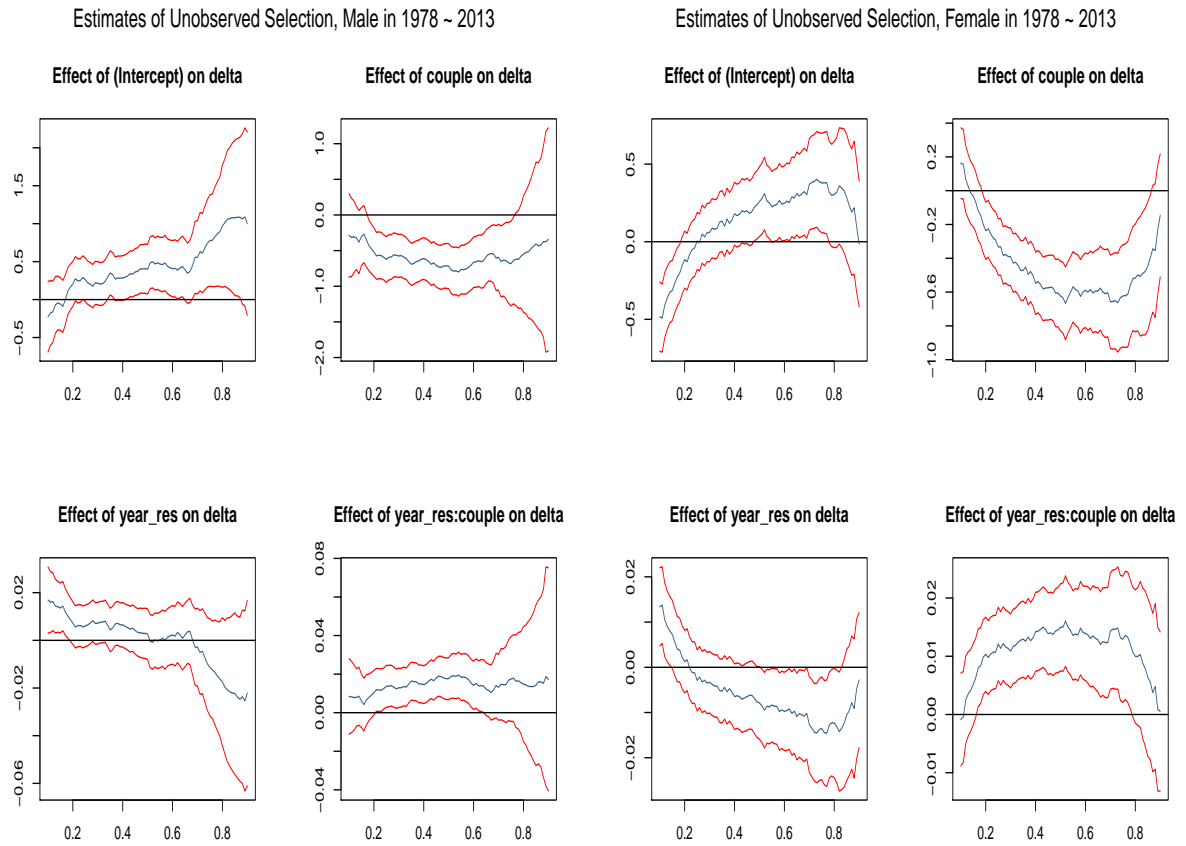 Estimates of Unobserved Selection, Male in 1978 ~ 2013
Estimates of Unobserved Selection, Female in 1978 ~ 2013
Effect of (Intercept) on delta
−0.5
0.5
1.5
0.2 0.4 0.6 0.8
Effect of couple on delta
−2.0
−1.0
0.0
1.0
0.2 0.4 0.6 0.8
Effect of (Intercept) on delta
−0.5
0.0
0.5
0.2 0.4 0.6 0.8
Effect of couple on delta
−1.0
−0.6
−0.2
0.2
0.2 0.4 0.6 0.8
Effect of year_res on delta
−0.06
−0.02
0.02
0.2 0.4 0.6 0.8
Effect of year_res:couple on delta
−0.04
0.00
0.04
0.08
0.2 0.4 0.6 0.8
Effect of year_res on delta
−0.02
0.00
0.02
0.2 0.4 0.6 0.8
Effect of year_res:couple on delta
−0.01
0.00
0.01
0.02
0.2 0.4 0.6 0.8